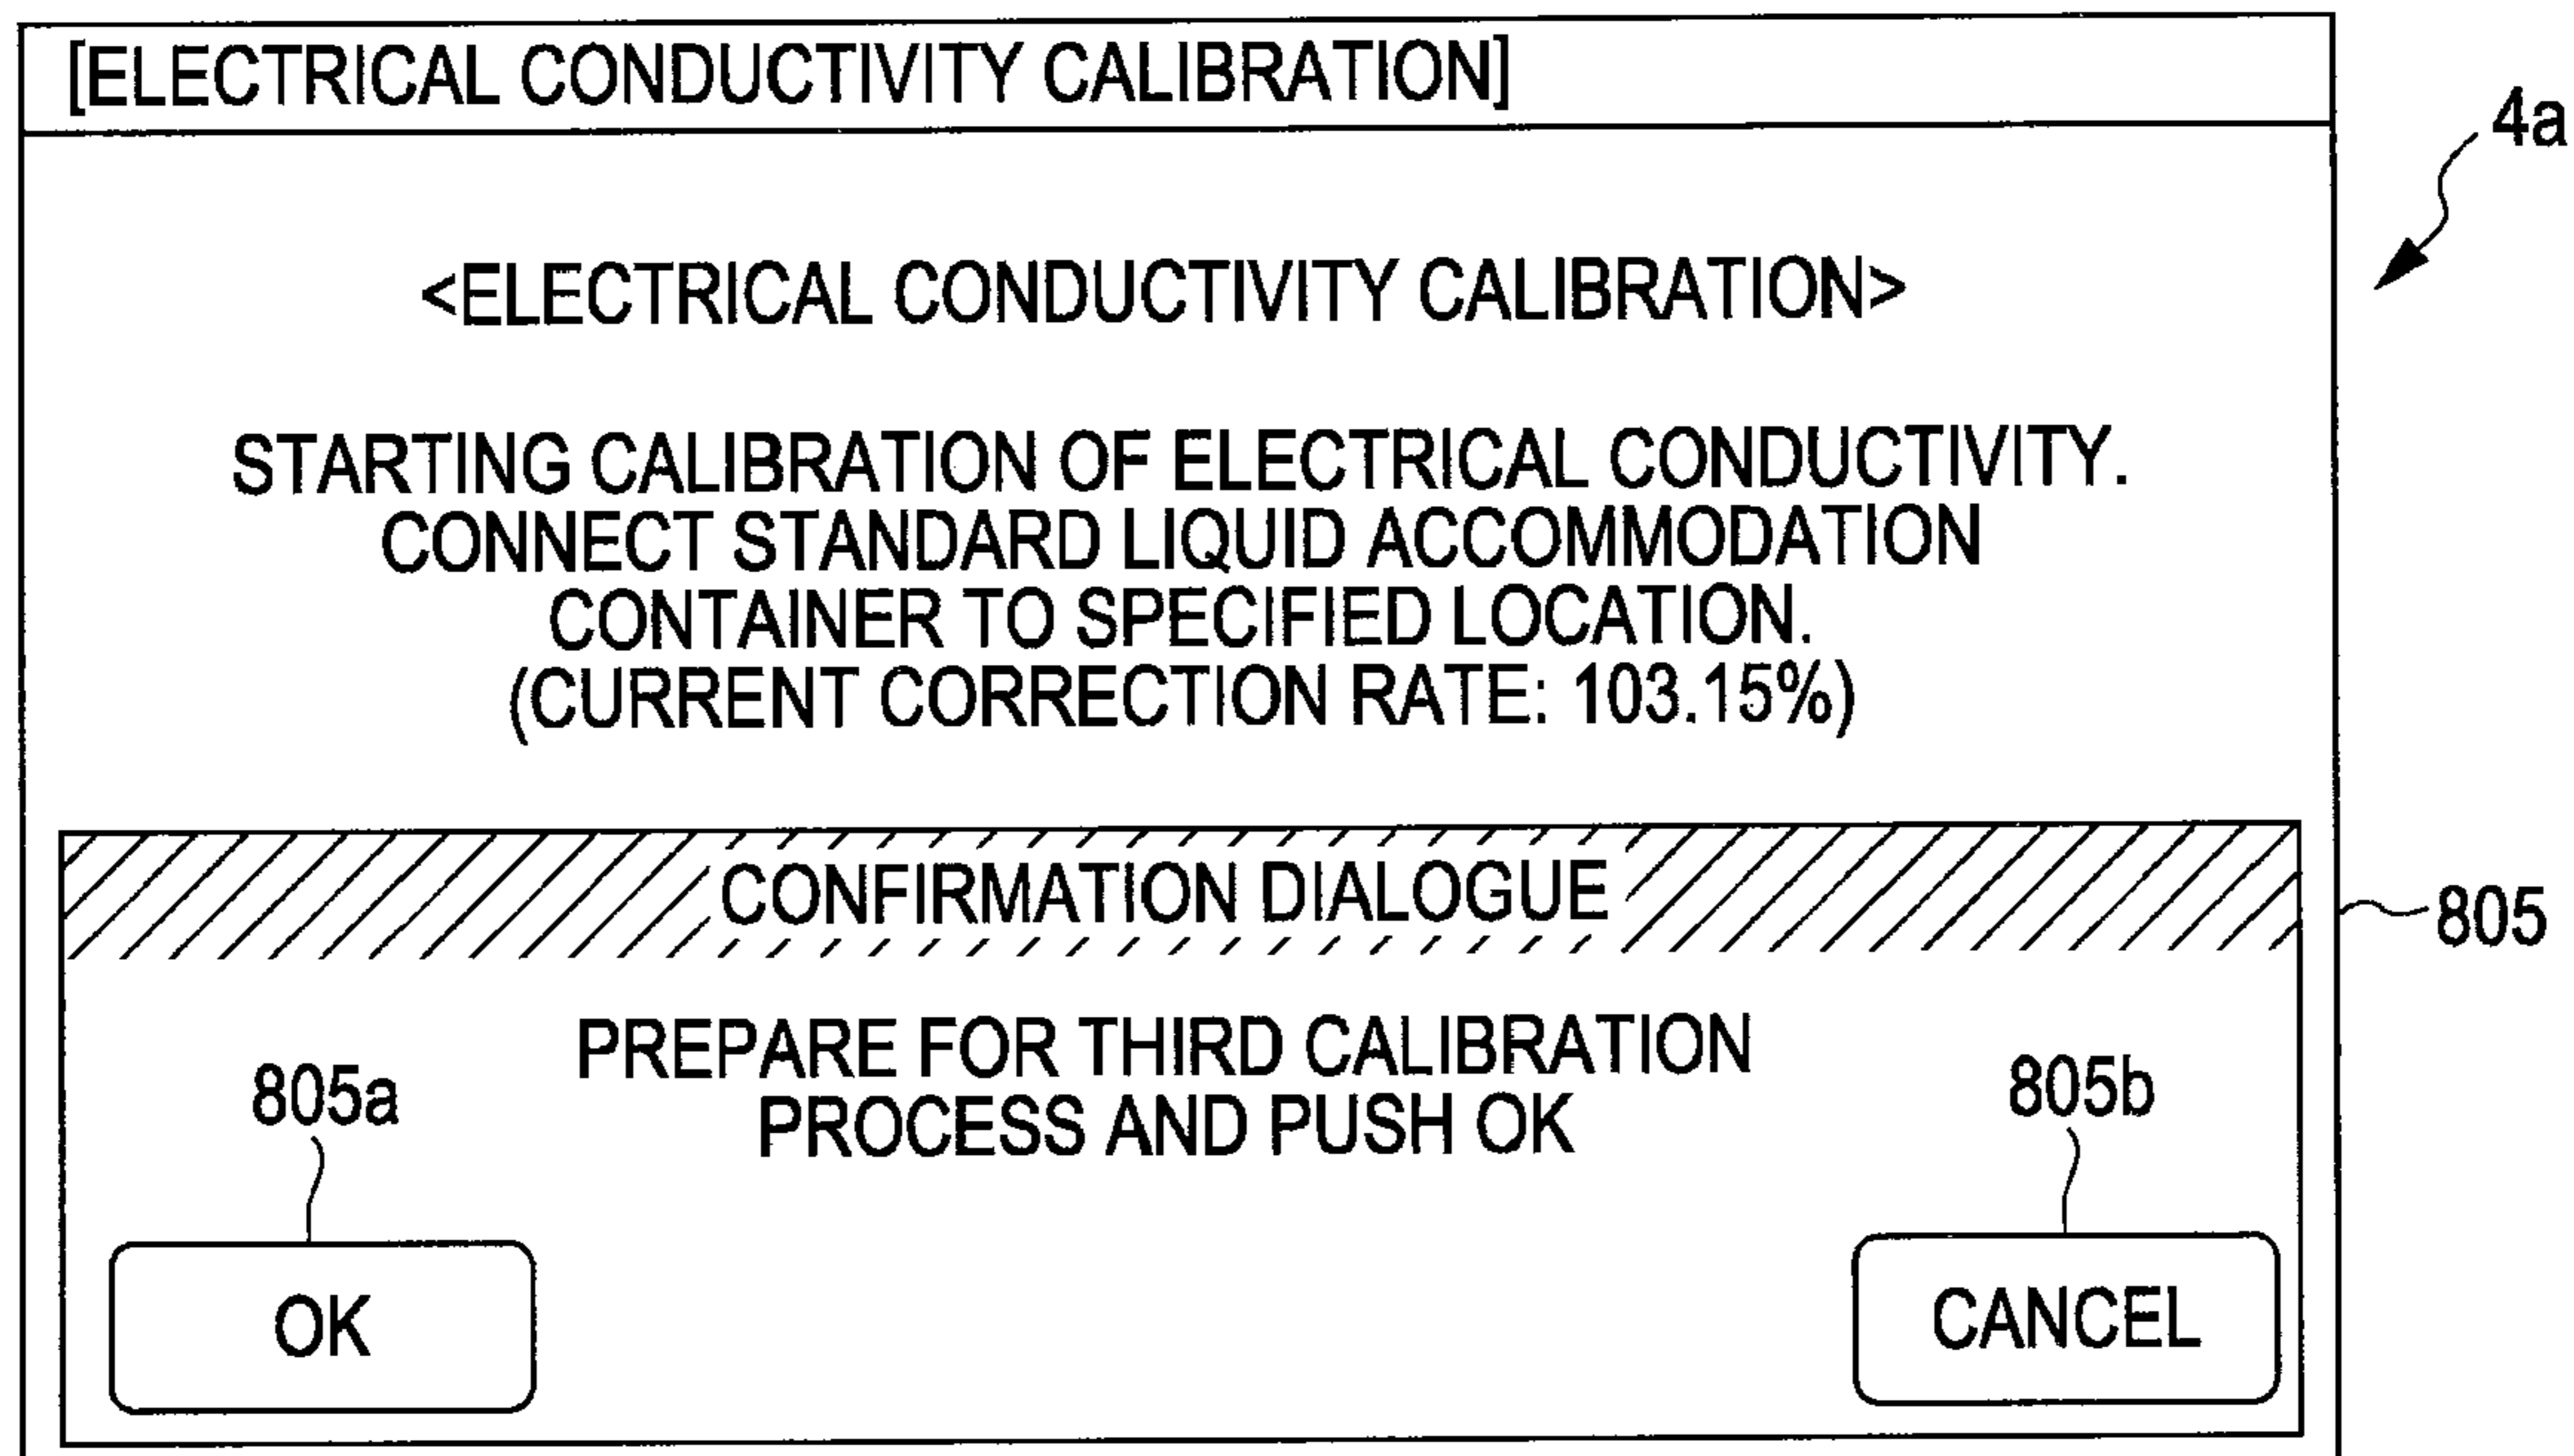 [ELECTRICAL CONDUCTIVITY CALIBRATION]
4a
<ELECTRICAL CONDUCTIVITY CALIBRATION>
STARTING CALIBRATION OF ELECTRICAL CONDUCTIVITY.
CONNECT STANDARD LIQUID ACCOMMODATION
CONTAINER TO SPECIFIED LOCATION.
(CURRENT CORRECTION RATE: 103.15%)
CONFIRMATION DIALOGUE
805
PREPARE FOR THIRD CALIBRATION
PROCESS AND PUSH OK
805a
805b
OK
CANCEL